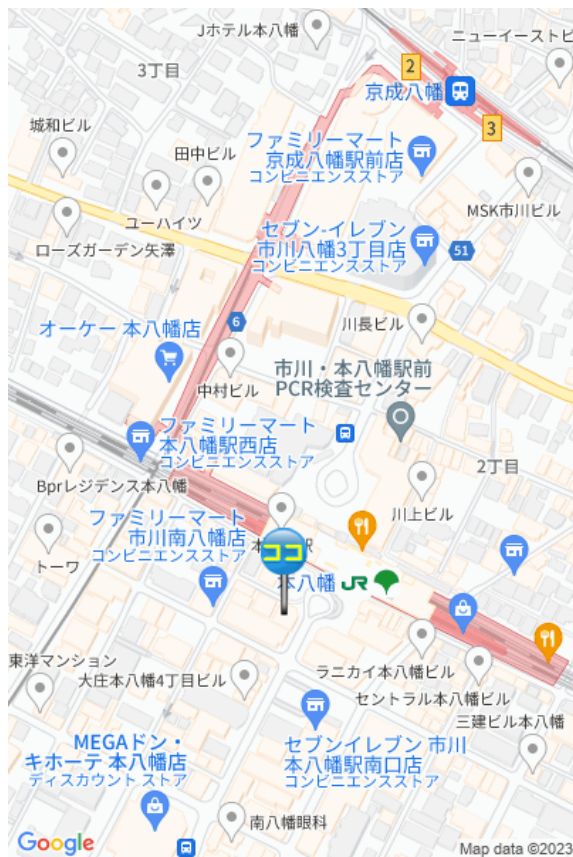 Jホテル本八幡
ニューイーストビ
3丁目
2
京成八幡
城和ビル
田中ビル
ファミリーマート
京成八幡駅前店
コンビニエンスストア
3
ユーハイツ
MSK市川ビル
ローズガーデン矢澤
セブン-イレブン
市川八幡3丁目店
コンビニエンスストア
51
オーケー 本八幡店
6
川長ビル
中村ビル
市川・本八幡駅前
PCR検査センター
ファミリーマート
本八幡駅西店
コンビニエンスストア
2丁目
Bprレジデンス本八幡
川上ビル
ファミリーマート
市川南八幡店
コンビニエンスストア
本
駅
ココ
トーワ
本八幡 JR
東洋マンション
大庄本八幡4丁目ビル
ラニカイ本八幡ビル
セントラル本八幡ビル
三建ビル本八幡
MEGAドン・
キホーテ 本八幡店
ディスカウント ストア
セブンイレブン 市川
本八幡駅南口店
コンビニエンスストア
南八幡眼科
Google
Map data ©2023